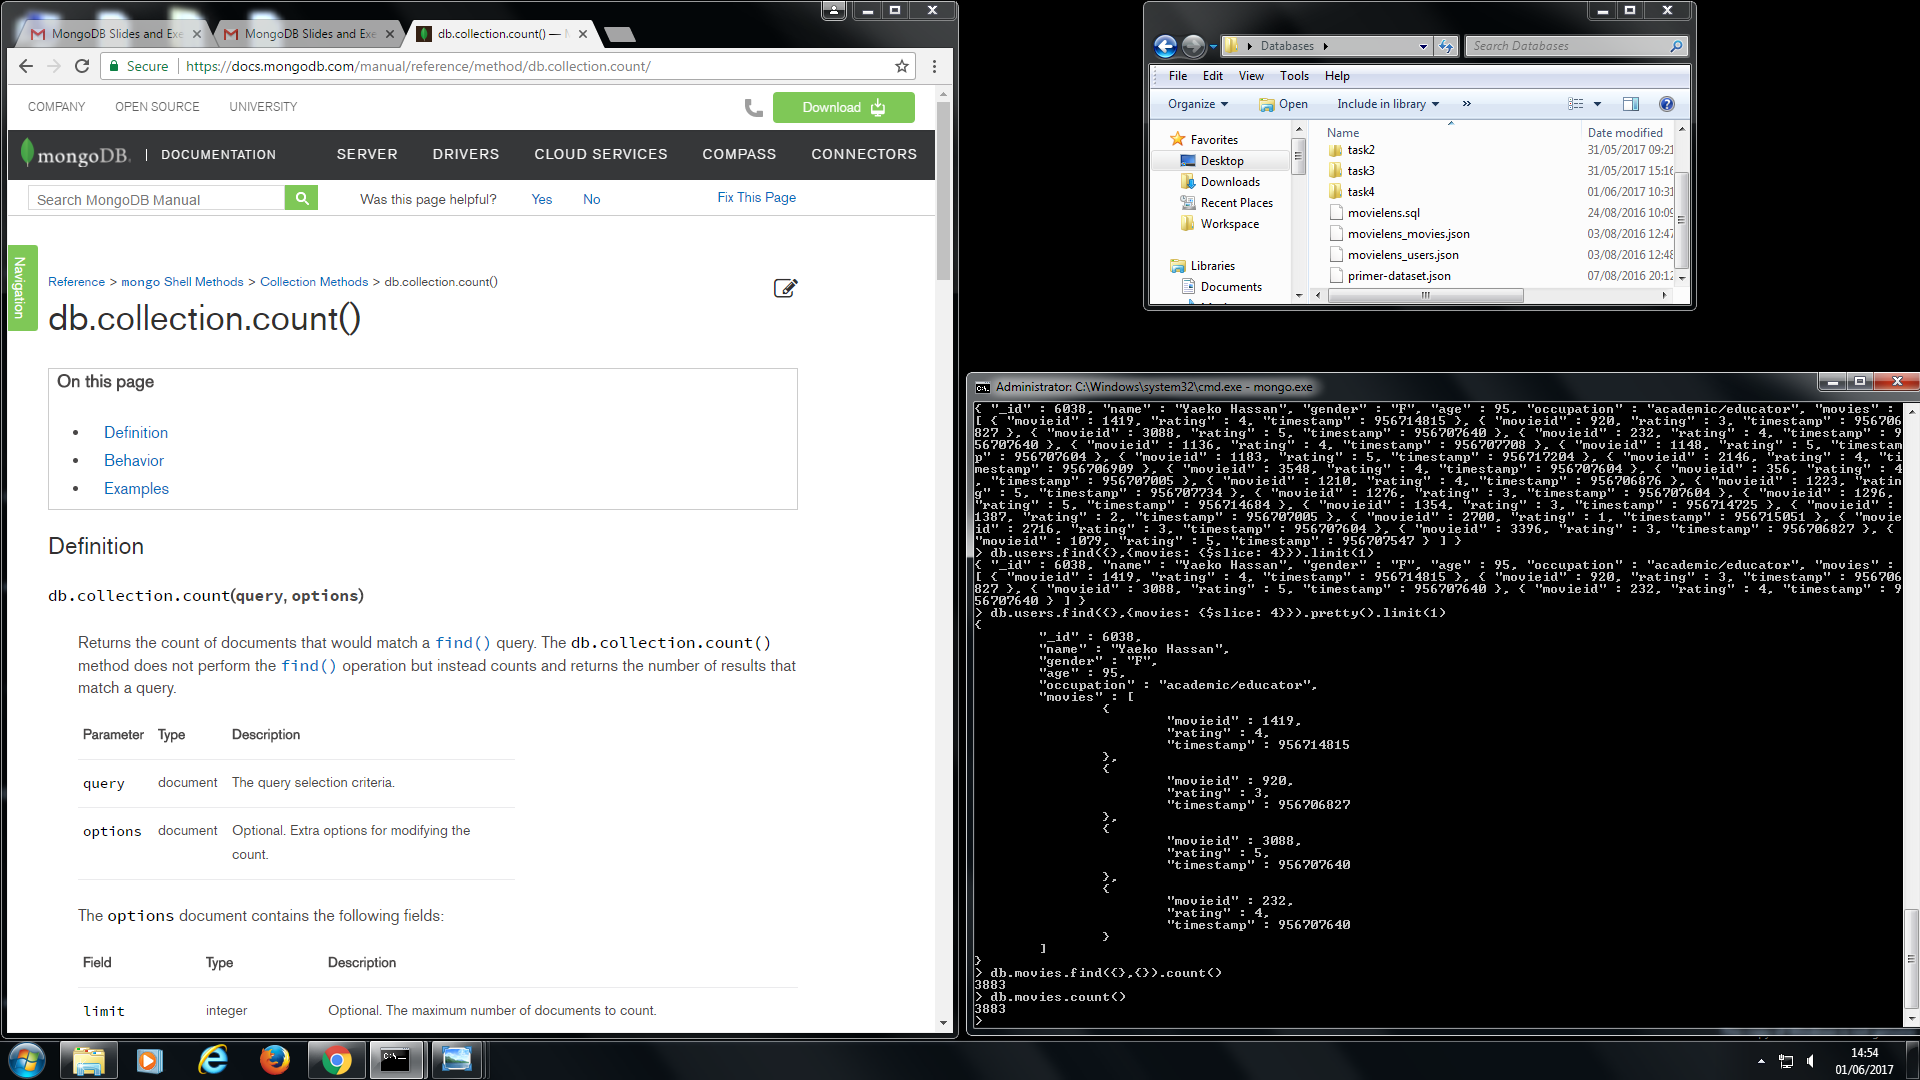 MongoDB Slides and Exe
MongoDB Slides and Exe
db.collection.count() —
Secure
https://docs.mongodb.com/manual/reference/method/db.collection.count/
COMPANY OPEN SOURCE UNIVERSITY
Download
mongoDB. | DOCUMENTATION SERVER DRIVERS CLOUD SERVICES COMPASS CONNECTORS
Search MongoDB Manual
Was this page helpful? Yes No
Fix This Page
Navigation
Reference > mongo Shell Methods > Collection Methods > db.collection.count()
db.collection.count()
On this page
• Definition
• Behavior
• Examples
Definition
db.collection.count(query, options)
Returns the count of documents that would match a find() query. The db.collection.count()
method does not perform the find() operation but instead counts and returns the number of results that
match a query.
Parameter Type Description
query document The query selection criteria.
options document Optional. Extra options for modifying the
count.
The options document contains the following fields:
Field Type Description
limit integer Optional. The maximum number of documents to count.
Databases
Search Databases
File Edit View Tools Help
Organize Open Include in library »
Favorites
Desktop
Downloads
Recent Places
Workspace
Libraries
Documents
Name Date modified
task2 31/05/2017 09:21
task3 31/05/2017 15:16
task4 01/06/2017 10:31
movielens.sql 24/08/2016 10:09
movielens_movies.json 03/08/2016 12:47
movielens_users.json 03/08/2016 12:48
primer-dataset.json 07/08/2016 20:12
Administrator: C:\Windows\system32\cmd.exe - mongo.exe
{ "_id" : 6038, "name" : "Yaeko Hassan", "gender" : "F", "age" : 95, "occupation" : "academic/educator", "movies" :
[ { "movieid" : 1419, "rating" : 4, "timestamp" : 956714815 }, { "movieid" : 920, "rating" : 3, "timestamp" : 956706
827 }, { "movieid" : 3088, "rating" : 5, "timestamp" : 956707640 }, { "movieid" : 232, "rating" : 4, "timestamp" : 9
56707640 }, { "movieid" : 1136, "rating" : 4, "timestamp" : 956707708 }, { "movieid" : 1148, "rating" : 5, "timestam
p" : 956707604 }, { "movieid" : 1183, "rating" : 5, "timestamp" : 956717204 }, { "movieid" : 2146, "rating" : 4, "ti
mestamp" : 956706909 }, { "movieid" : 3548, "rating" : 4, "timestamp" : 956707604 }, { "movieid" : 356, "rating" : 4
, "timestamp" : 956707005 }, { "movieid" : 1210, "rating" : 4, "timestamp" : 956706876 }, { "movieid" : 1223, "ratin
g" : 5, "timestamp" : 956707734 }, { "movieid" : 1276, "rating" : 3, "timestamp" : 956707604 }, { "movieid" : 1296,
"rating" : 5, "timestamp" : 956714684 }, { "movieid" : 1354, "rating" : 3, "timestamp" : 956714725 }, { "movieid" :
1387, "rating" : 2, "timestamp" : 956707005 }, { "movieid" : 2700, "rating" : 1, "timestamp" : 956715051 }, { "movie
id" : 2716, "rating" : 3, "timestamp" : 956707604 }, { "movieid" : 3396, "rating" : 3, "timestamp" : 956706827 }, {
"movieid" : 1079, "rating" : 5, "timestamp" : 956707547 } ] }
> db.users.find({},{movies: {$slice: 4}}).limit(1)
{ "_id" : 6038, "name" : "Yaeko Hassan", "gender" : "F", "age" : 95, "occupation" : "academic/educator", "movies" :
[ { "movieid" : 1419, "rating" : 4, "timestamp" : 956714815 }, { "movieid" : 920, "rating" : 3, "timestamp" : 956706
827 }, { "movieid" : 3088, "rating" : 5, "timestamp" : 956707640 }, { "movieid" : 232, "rating" : 4, "timestamp" : 9
56707640 } ] }
> db.users.find({},{movies: {$slice: 4}}).pretty().limit(1)
{
"_id" : 6038,
"name" : "Yaeko Hassan",
"gender" : "F",
"age" : 95,
"occupation" : "academic/educator",
"movies" : [
{
"movieid" : 1419,
"rating" : 4,
"timestamp" : 956714815
},
{
"movieid" : 920,
"rating" : 3,
"timestamp" : 956706827
},
{
"movieid" : 3088,
"rating" : 5,
"timestamp" : 956707640
},
{
"movieid" : 232,
"rating" : 4,
"timestamp" : 956707640
}
]
}
> db.movies.find({},{}).count()
3883
> db.movies.count()
3883
>
14:54
01/06/2017